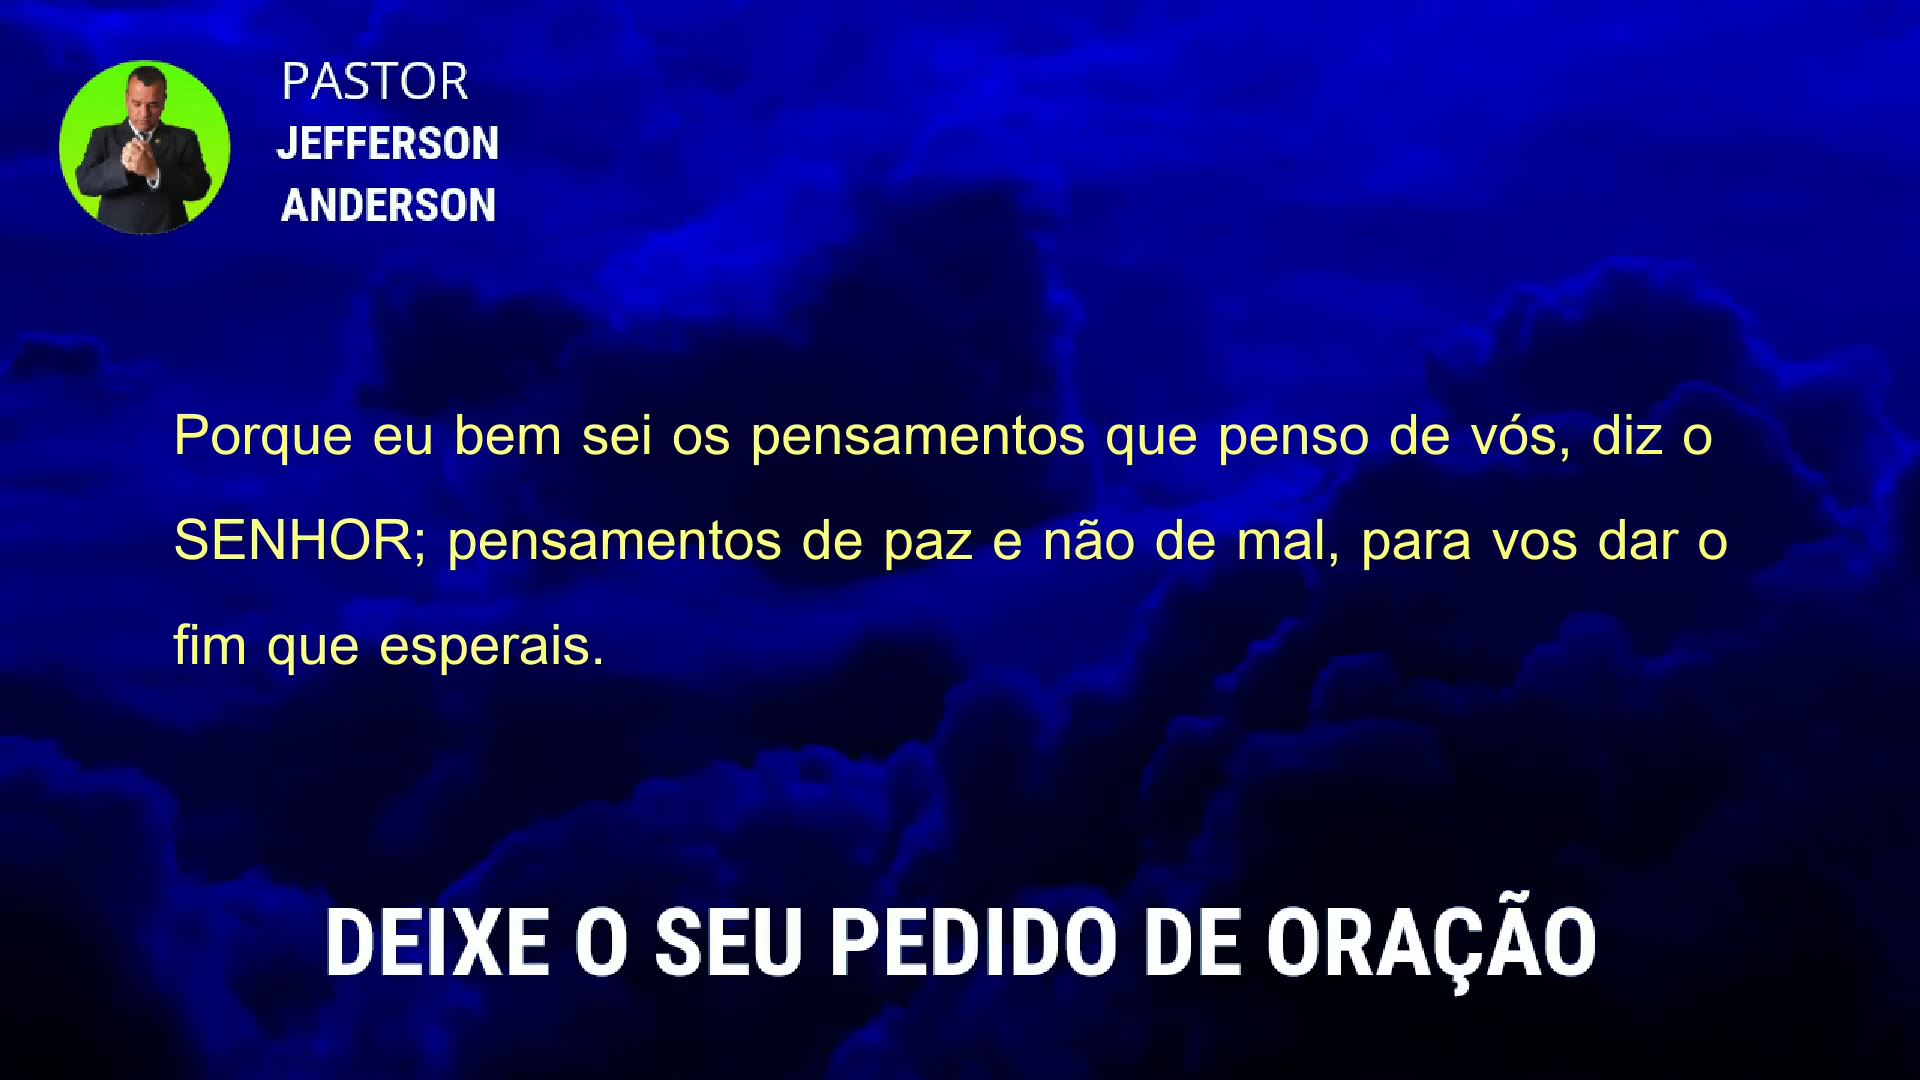 PASTOR
JEFFERSON
ANDERSON
Porque eu bem sei os pensamentos que penso de vós, diz o
SENHOR; pensamentos de paz e não de mal, para vos dar o
fim que esperais.
DEIXE O SEU PEDIDO DE ORAÇÃO